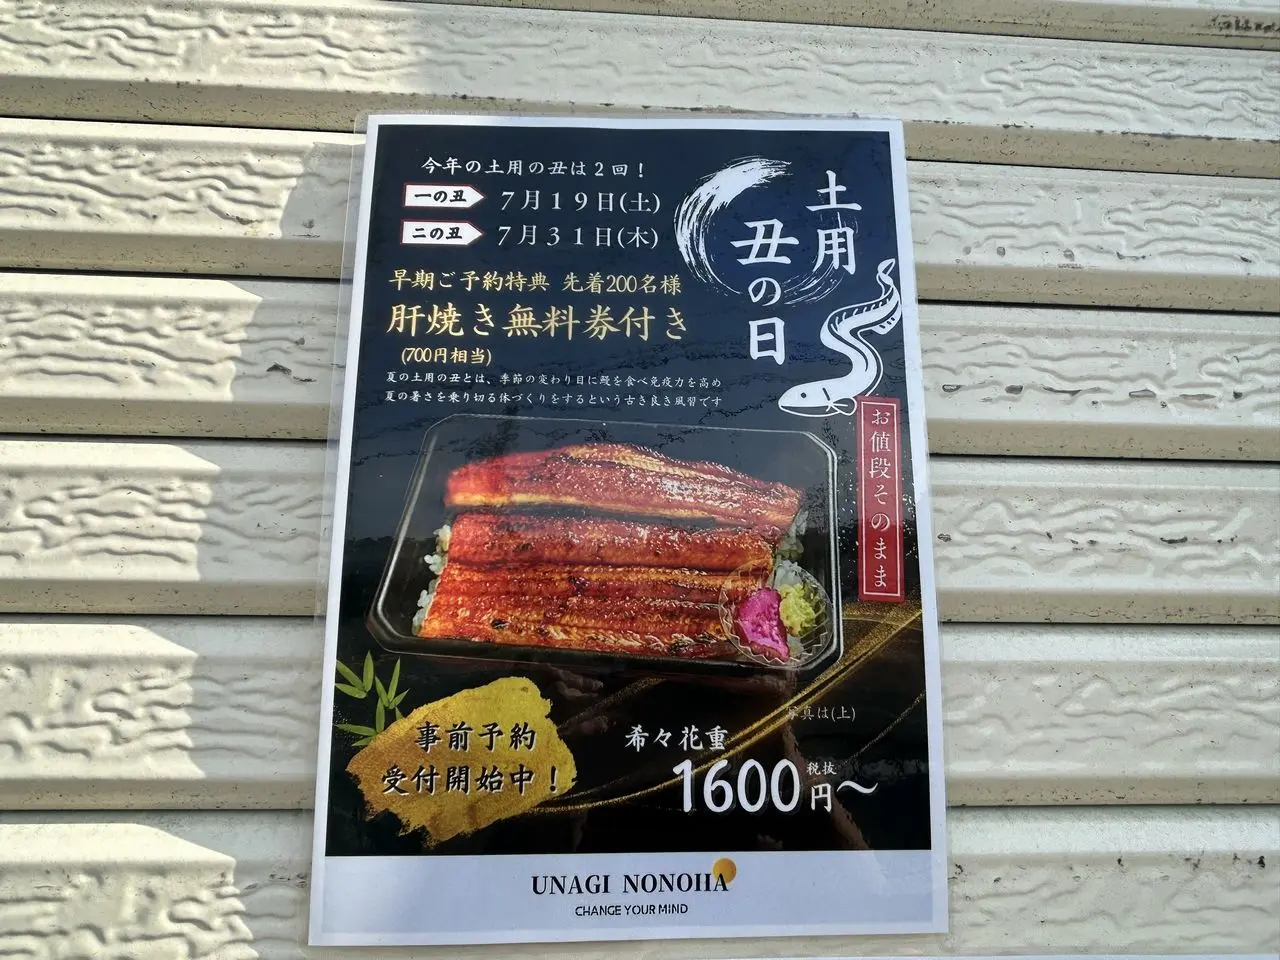 今年の土用の丑は2回！
一の丑 7月19日(土)
二の丑 7月31日(木)
土用
丑の日
早期ご予約特典 先着200名様
肝焼き無料券付き
(700円相当)
夏の土用の丑とは、季節の変わり目に鰻を食べ免疫力を高め
夏の暑さを乗り切る体づくりをするという古き良き風習です
お値段そのまま
写真は(上)
事前予約
受付開始中！
希々花重
1600円〜 税抜
UNAGI NONOHA
CHANGE YOUR MIND